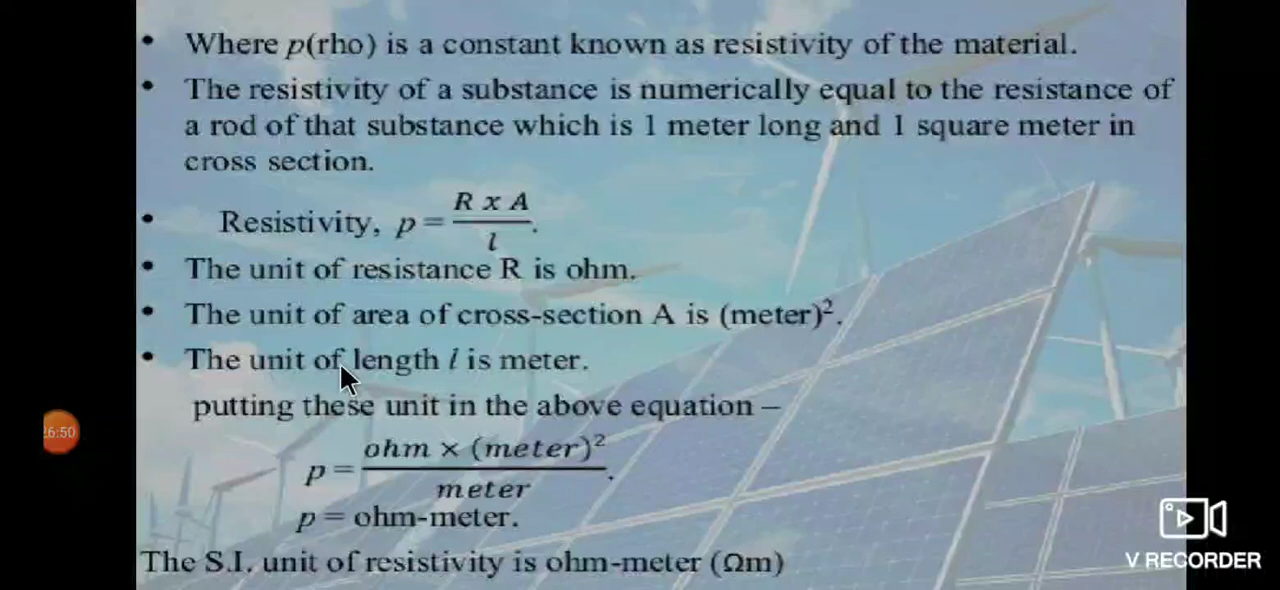 • Where p(rho) is a constant known as resistivity of the material.
• The resistivity of a substance is numerically equal to the resistance of
a rod of that substance which is 1 meter long and 1 square meter in
cross section.
• Resistivity, p = \frac{R x A}{l}.
• The unit of resistance R is ohm.
• The unit of area of cross-section A is (meter)².
• The unit of length l is meter.
putting these unit in the above equation –
p = \frac{ohm × (meter)²}{meter}.
p = ohm-meter.
The S.I. unit of resistivity is ohm-meter (Ωm)
6:50
V RECORDER